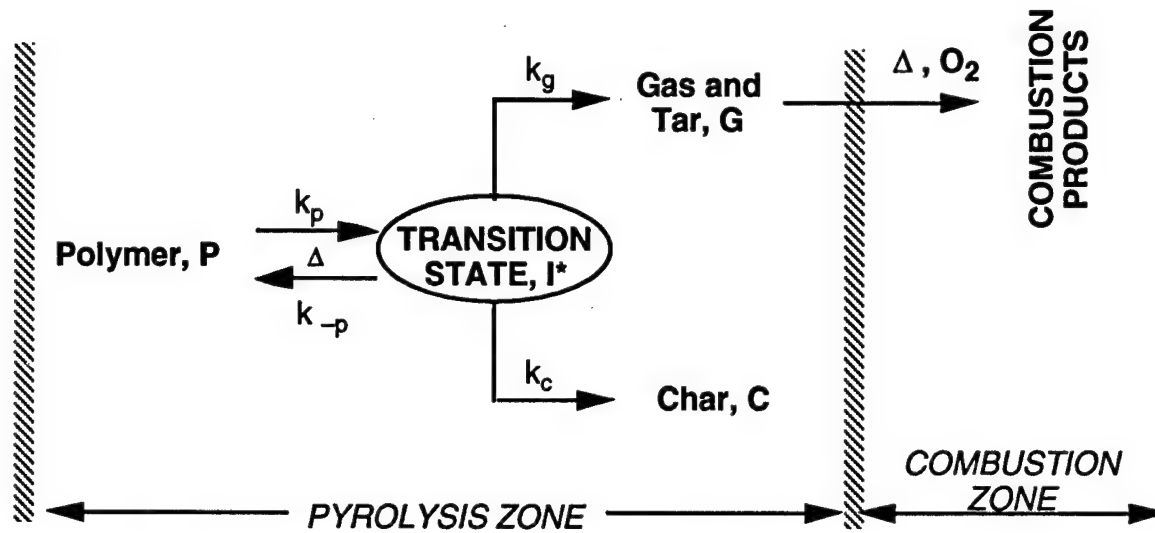 k_g
Gas and
Tar, G
Δ , O₂
COMBUSTION
PRODUCTS
k_p
Polymer, P
Δ
TRANSITION
STATE, I*
k_–p
k_c
Char, C
PYROLYSIS ZONE
COMBUSTION
ZONE